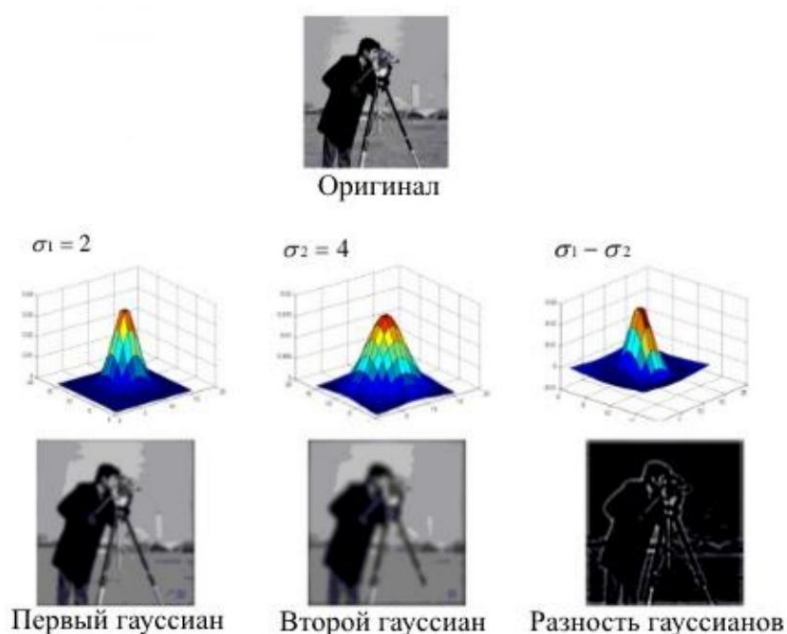 Оригинал
σ1 = 2
σ2 = 4
σ1 − σ2
Первый гауссиан
Второй гауссиан
Разность гауссианов